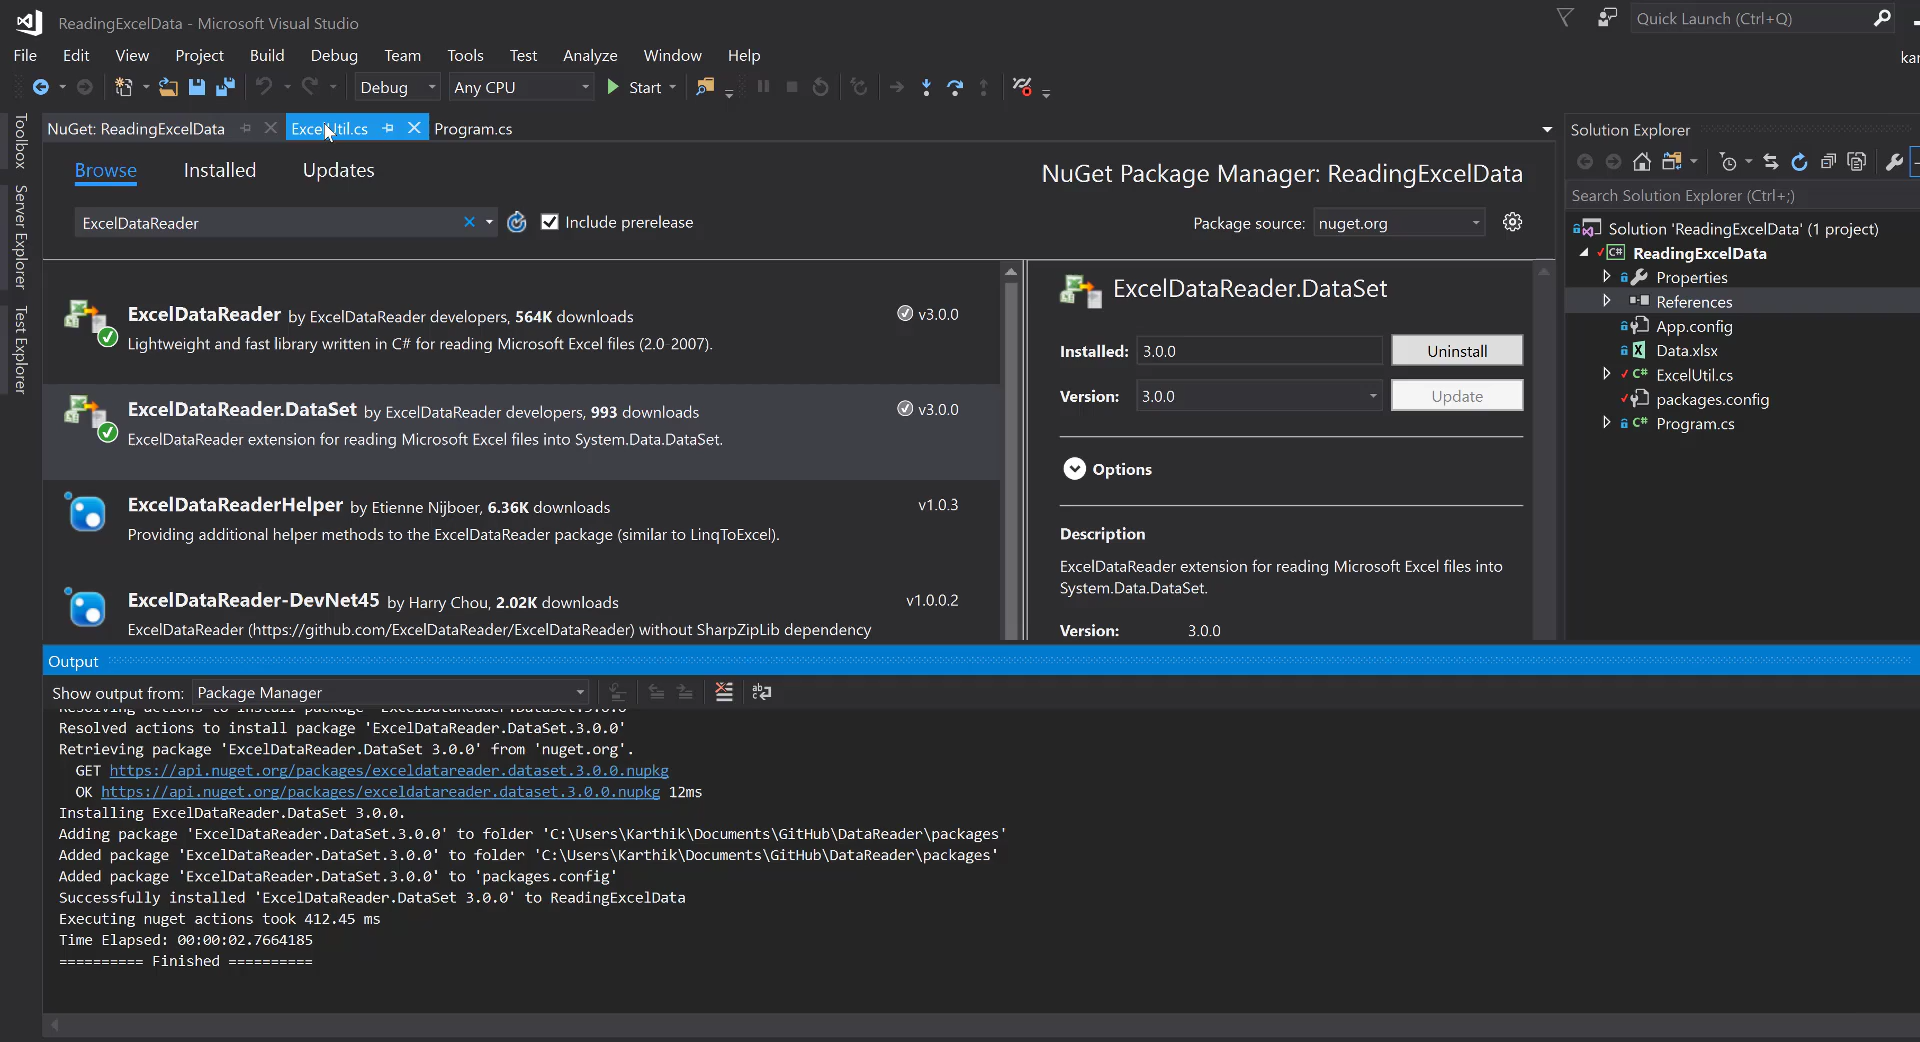 ReadingExcelData - Microsoft Visual Studio
Quick Launch (Ctrl+Q)
File Edit View Project Build Debug Team Tools Test Analyze Window Help
Debug Any CPU Start
Toolbox
Server Explorer
Test Explorer
NuGet: ReadingExcelData ExcelUtil.cs Program.cs
Browse Installed Updates
NuGet Package Manager: ReadingExcelData
ExcelDataReader
Include prerelease
Package source: nuget.org
ExcelDataReader by ExcelDataReader developers, 564K downloads v3.0.0
Lightweight and fast library written in C# for reading Microsoft Excel files (2.0-2007).
ExcelDataReader.DataSet by ExcelDataReader developers, 993 downloads v3.0.0
ExcelDataReader extension for reading Microsoft Excel files into System.Data.DataSet.
ExcelDataReaderHelper by Etienne Nijboer, 6.36K downloads v1.0.3
Providing additional helper methods to the ExcelDataReader package (similar to LinqToExcel).
ExcelDataReader-DevNet45 by Harry Chou, 2.02K downloads v1.0.0.2
ExcelDataReader (https://github.com/ExcelDataReader/ExcelDataReader) without SharpZipLib dependency
ExcelDataReader.DataSet
Installed: 3.0.0 Uninstall
Version: 3.0.0 Update
Options
Description
ExcelDataReader extension for reading Microsoft Excel files into
System.Data.DataSet.
Version: 3.0.0
Solution Explorer
Search Solution Explorer (Ctrl+;)
Solution 'ReadingExcelData' (1 project)
C# ReadingExcelData
Properties
References
App.config
Data.xlsx
C# ExcelUtil.cs
packages.config
C# Program.cs
Output
Show output from: Package Manager
Resolving actions to install package 'ExcelDataReader.DataSet.3.0.0'
Resolved actions to install package 'ExcelDataReader.DataSet.3.0.0'
Retrieving package 'ExcelDataReader.DataSet 3.0.0' from 'nuget.org'.
GET https://api.nuget.org/packages/exceldatareader.dataset.3.0.0.nupkg
OK https://api.nuget.org/packages/exceldatareader.dataset.3.0.0.nupkg 12ms
Installing ExcelDataReader.DataSet 3.0.0.
Adding package 'ExcelDataReader.DataSet.3.0.0' to folder 'C:\Users\Karthik\Documents\GitHub\DataReader\packages'
Added package 'ExcelDataReader.DataSet.3.0.0' to folder 'C:\Users\Karthik\Documents\GitHub\DataReader\packages'
Added package 'ExcelDataReader.DataSet.3.0.0' to 'packages.config'
Successfully installed 'ExcelDataReader.DataSet 3.0.0' to ReadingExcelData
Executing nuget actions took 412.45 ms
Time Elapsed: 00:00:02.7664185
========== Finished ==========